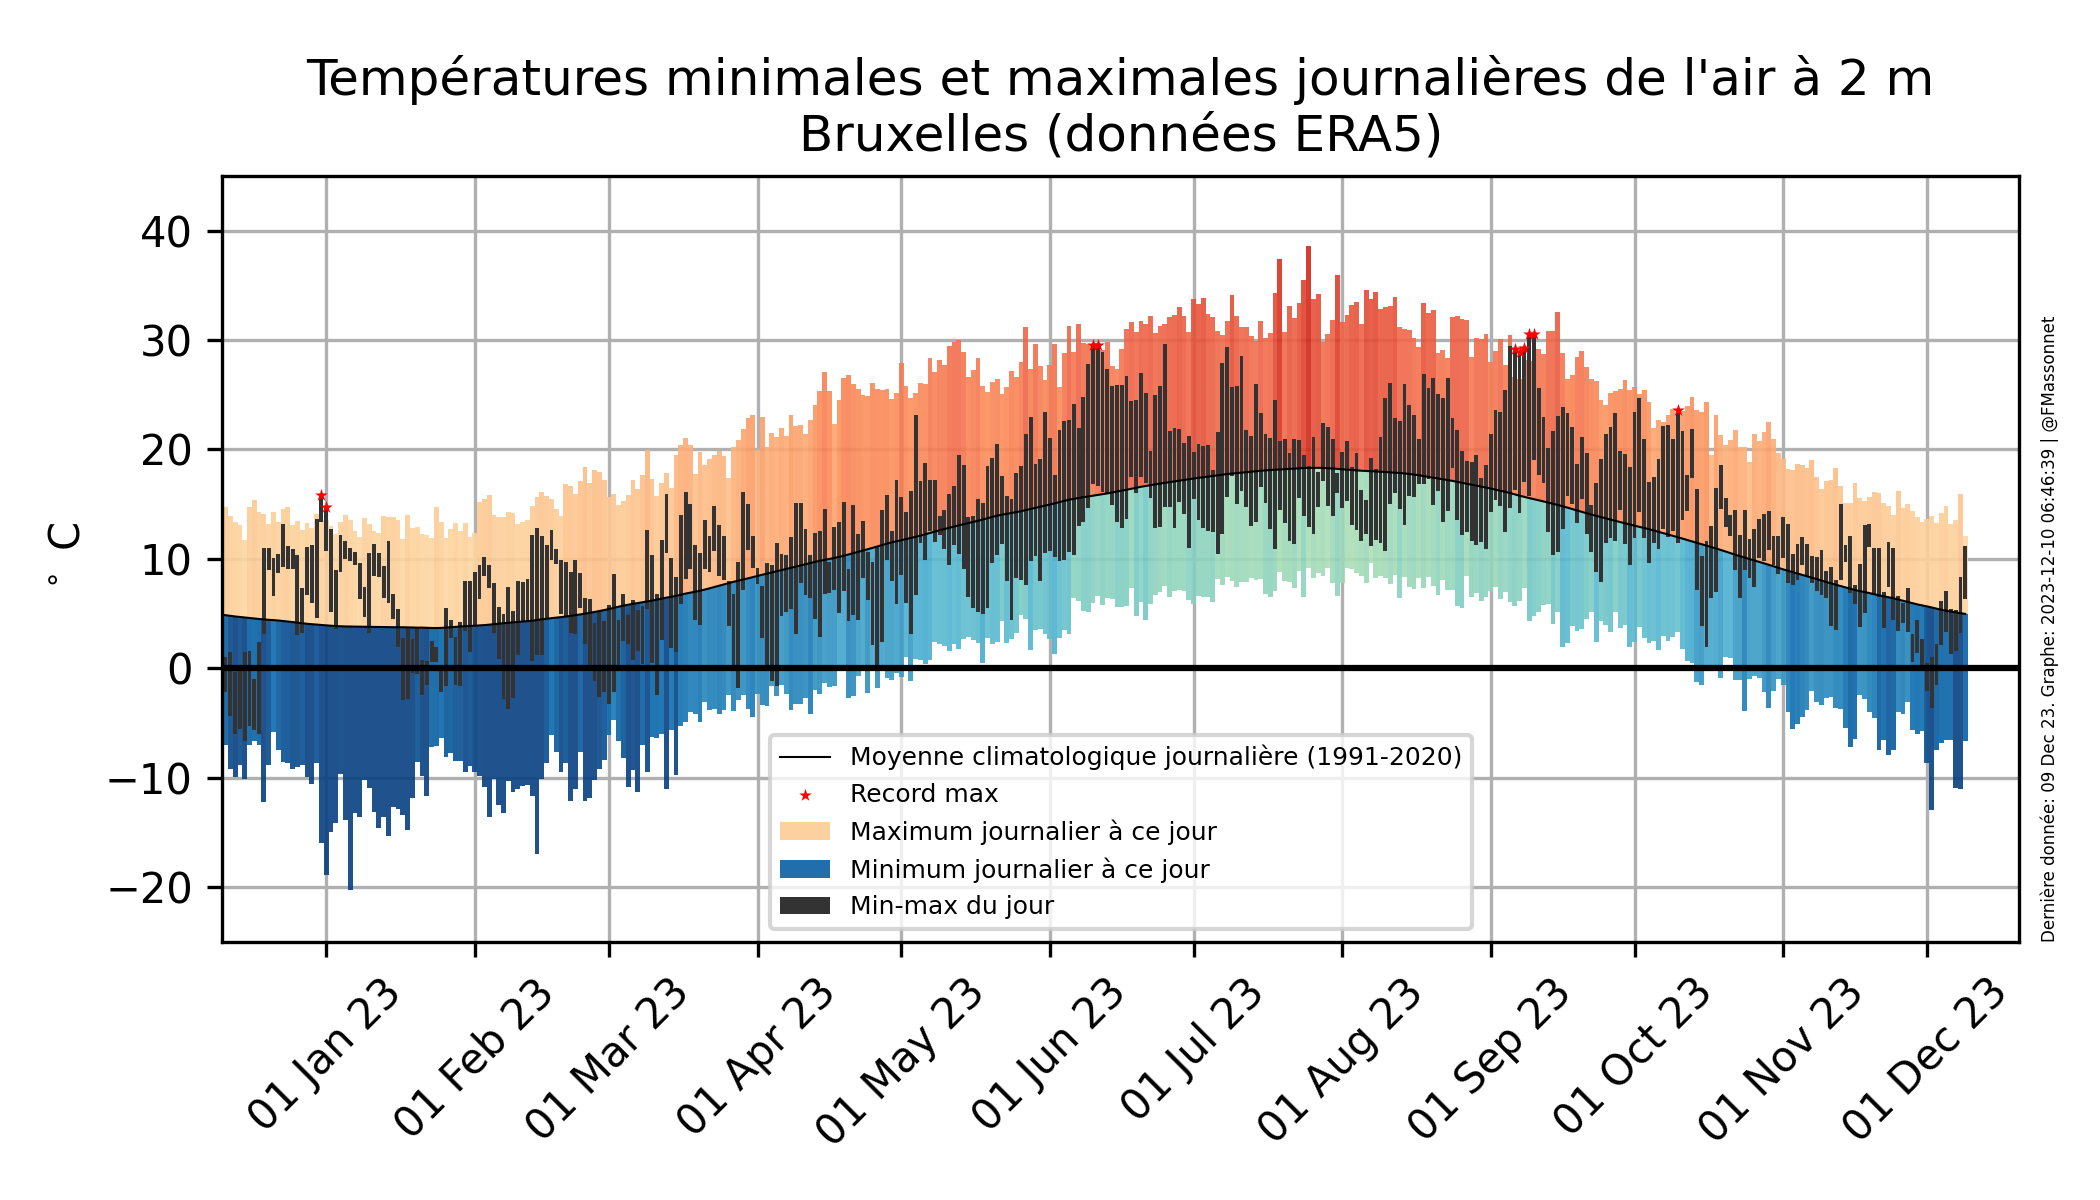 Températures minimales et maximales journalières de l'air à 2 m
Bruxelles (données ERA5)
° C
40
30
20
10
0
−10
−20
Moyenne climatologique journalière (1991-2020)
Record max
Maximum journalier à ce jour
Minimum journalier à ce jour
Min-max du jour
01 Jan 23
01 Feb 23
01 Mar 23
01 Apr 23
01 May 23
01 Jun 23
01 Jul 23
01 Aug 23
01 Sep 23
01 Oct 23
01 Nov 23
01 Dec 23
Dernière donnée: 09 Dec 23. Graphe: 2023-12-10 06:46:39 | @FMassonnet